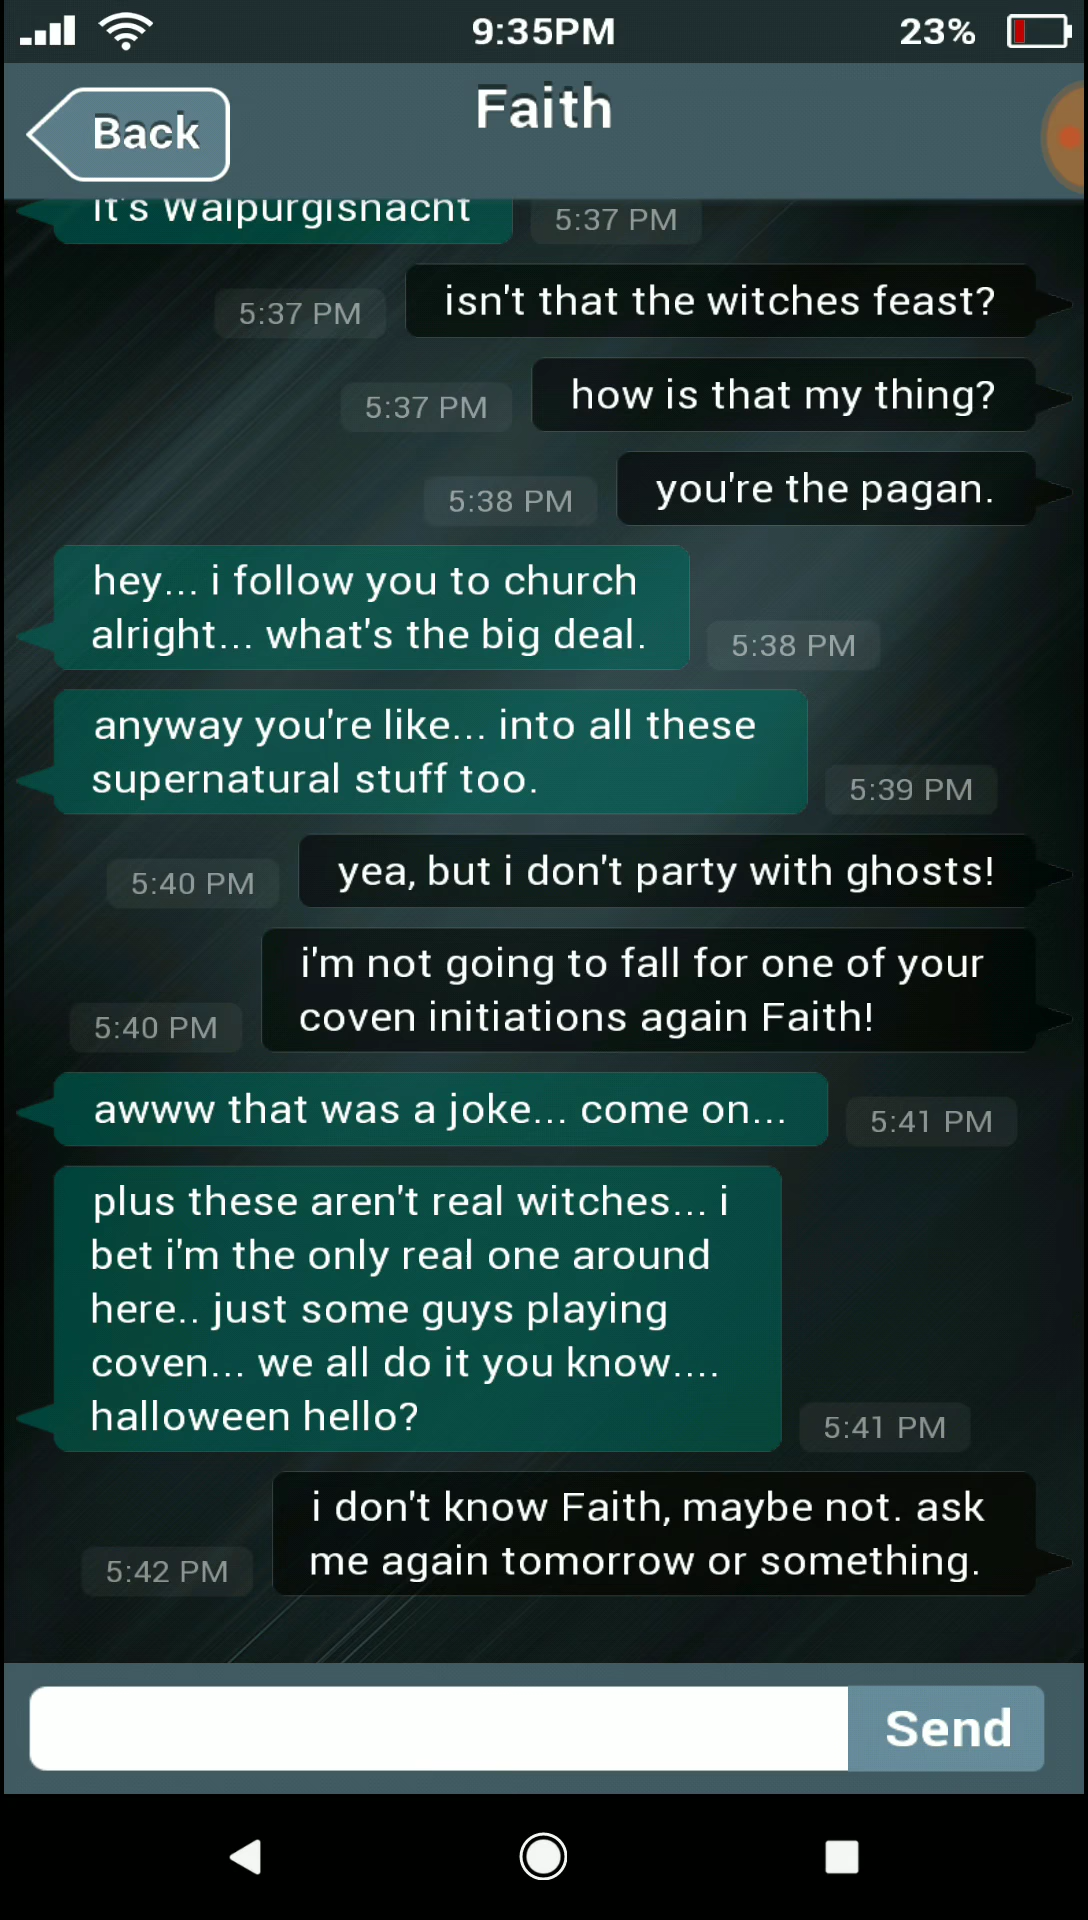 9:35PM
23%
Back
Faith
it's Walpurgisnacht
5:37 PM
isn't that the witches feast?
5:37 PM
how is that my thing?
5:37 PM
you're the pagan.
5:38 PM
hey... i follow you to church
alright... what's the big deal.
5:38 PM
anyway you're like... into all these
supernatural stuff too.
5:39 PM
yea, but i don't party with ghosts!
5:40 PM
i'm not going to fall for one of your
coven initiations again Faith!
5:40 PM
awww that was a joke... come on...
5:41 PM
plus these aren't real witches... i
bet i'm the only real one around
here.. just some guys playing
coven... we all do it you know....
halloween hello?
5:41 PM
i don't know Faith, maybe not. ask
me again tomorrow or something.
5:42 PM
Send